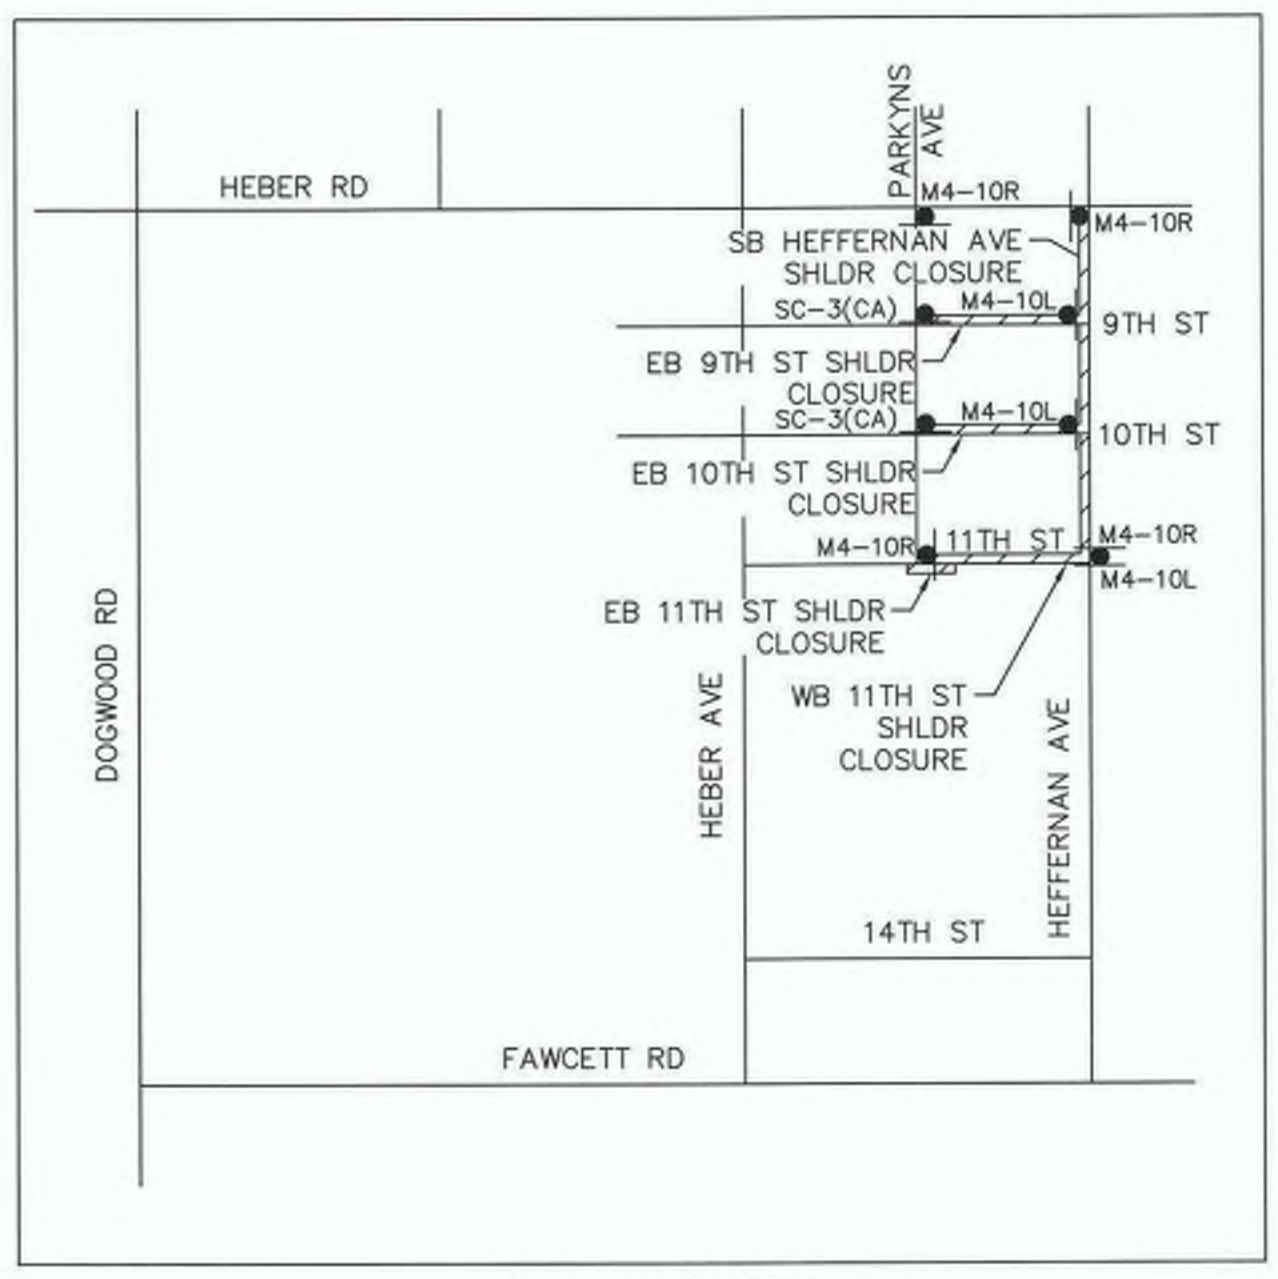 PARKYNS
AVE
HEBER RD
M4-10R
M4-10R
SB HEFFERNAN AVE
SHLDR CLOSURE
SC-3(CA)
M4-10L
9TH ST
EB 9TH ST SHLDR
CLOSURE
SC-3(CA)
M4-10L
10TH ST
EB 10TH ST SHLDR
CLOSURE
M4-10R
11TH ST
M4-10R
M4-10L
EB 11TH ST SHLDR
CLOSURE
WB 11TH ST
SHLDR
CLOSURE
DOGWOOD RD
HEBER AVE
HEFFERNAN AVE
14TH ST
FAWCETT RD